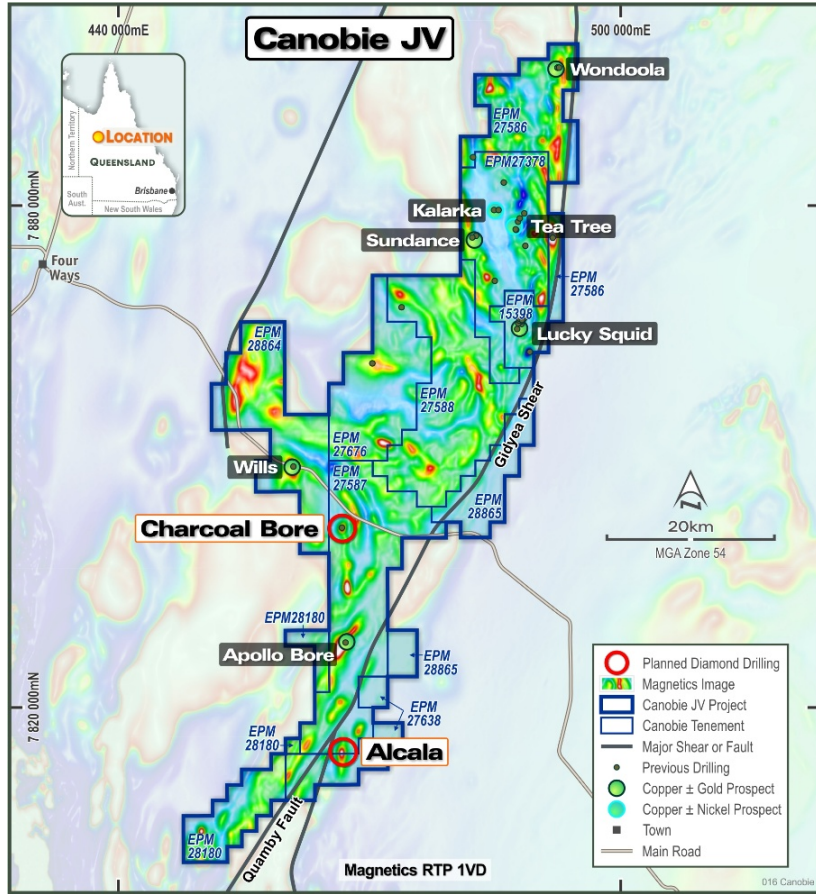 440 000mE
500 000mE
Canobie JV
Wondoola
LOCATION
Northern Territory
QUEENSLAND
Brisbane
South
Aust.
New South Wales
EPM
27586
EPM27378
7 880 000mN
Kalarka
Tea Tree
Sundance
Four
Ways
EPM
27586
EPM
15398
EPM
28864
Lucky Squid
EPM
27588
Gidyea Shear
EPM
27676
EPM
27587
Wills
EPM
28865
N
20km
MGA Zone 54
Charcoal Bore
EPM28180
Apollo Bore
EPM
28865
EPM
27638
7 820 000mN
EPM
28180
Alcala
Quamby Fault
EPM
28180
Magnetics RTP 1VD
Planned Diamond Drilling
Magnetics Image
Canobie JV Project
Canobie Tenement
Major Shear or Fault
Previous Drilling
Copper ± Gold Prospect
Copper ± Nickel Prospect
Town
Main Road
016 Canobie